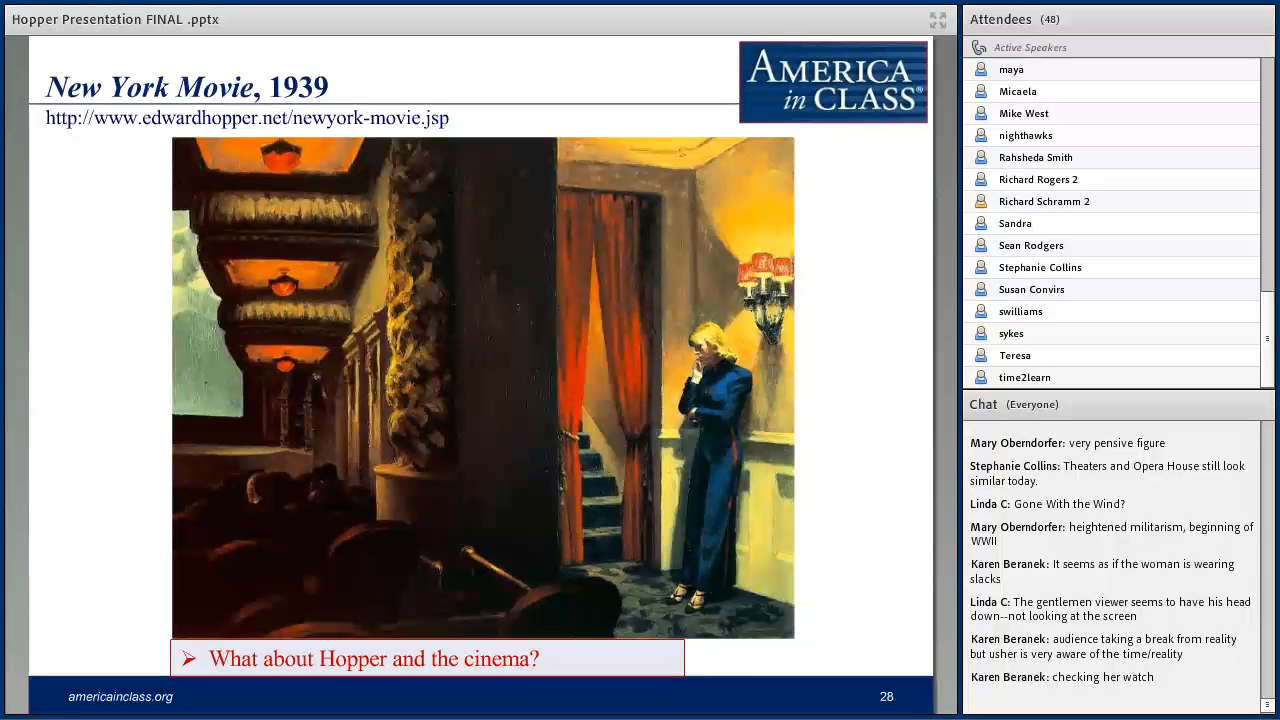 Hopper Presentation FINAL .pptx
New York Movie, 1939
http://www.edwardhopper.net/newyork-movie.jsp
AMERICA
in CLASS®
➢ What about Hopper and the cinema?
americainclass.org
28
Attendees (48)
Active Speakers
maya
Micaela
Mike West
nighthawks
Rahsheda Smith
Richard Rogers 2
Richard Schramm 2
Sandra
Sean Rodgers
Stephanie Collins
Susan Convirs
swilliams
sykes
Teresa
time2learn
Chat (Everyone)
Mary Oberndorfer: very pensive figure
Stephanie Collins: Theaters and Opera House still look
similar today.
Linda C: Gone With the Wind?
Mary Oberndorfer: heightened militarism, beginning of
WWII
Karen Beranek: It seems as if the woman is wearing
slacks
Linda C: The gentlemen viewer seems to have his head
down--not looking at the screen
Karen Beranek: audience taking a break from reality
but usher is very aware of the time/reality
Karen Beranek: checking her watch